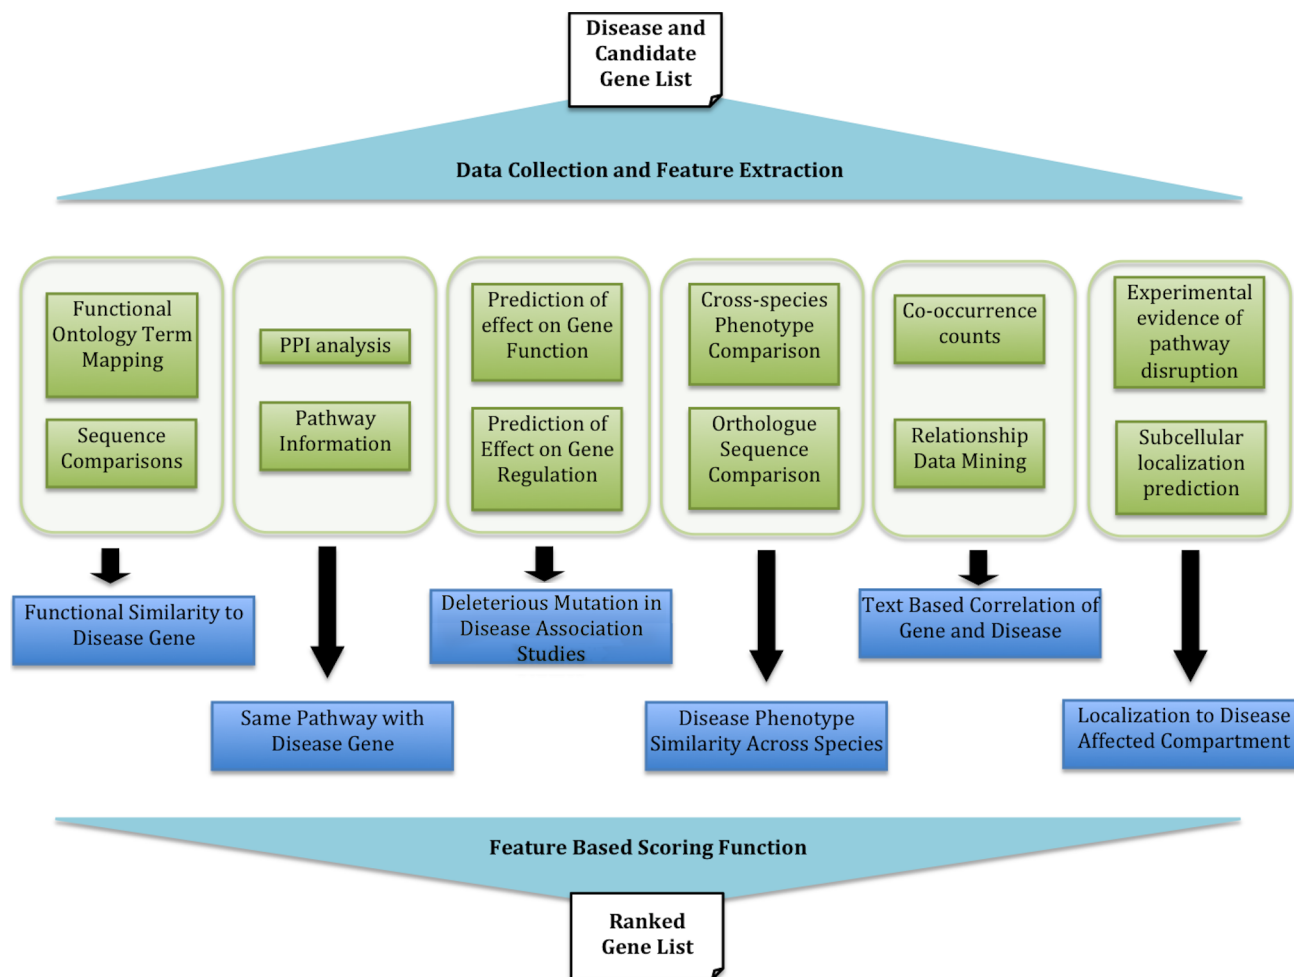 Disease and
Candidate
Gene List
Data Collection and Feature Extraction
Functional
Ontology Term
Mapping
Sequence
Comparisons
PPI analysis
Pathway
Information
Prediction of
effect on Gene
Function
Prediction of
Effect on Gene
Regulation
Cross-species
Phenotype
Comparison
Orthologue
Sequence
Comparison
Co-occurrence
counts
Relationship
Data Mining
Experimental
evidence of
pathway
disruption
Subcellular
localization
prediction
Functional Similarity to
Disease Gene
Same Pathway with
Disease Gene
Deleterious Mutation in
Disease Association
Studies
Disease Phenotype
Similarity Across Species
Text Based Correlation of
Gene and Disease
Localization to Disease
Affected Compartment
Feature Based Scoring Function
Ranked
Gene List